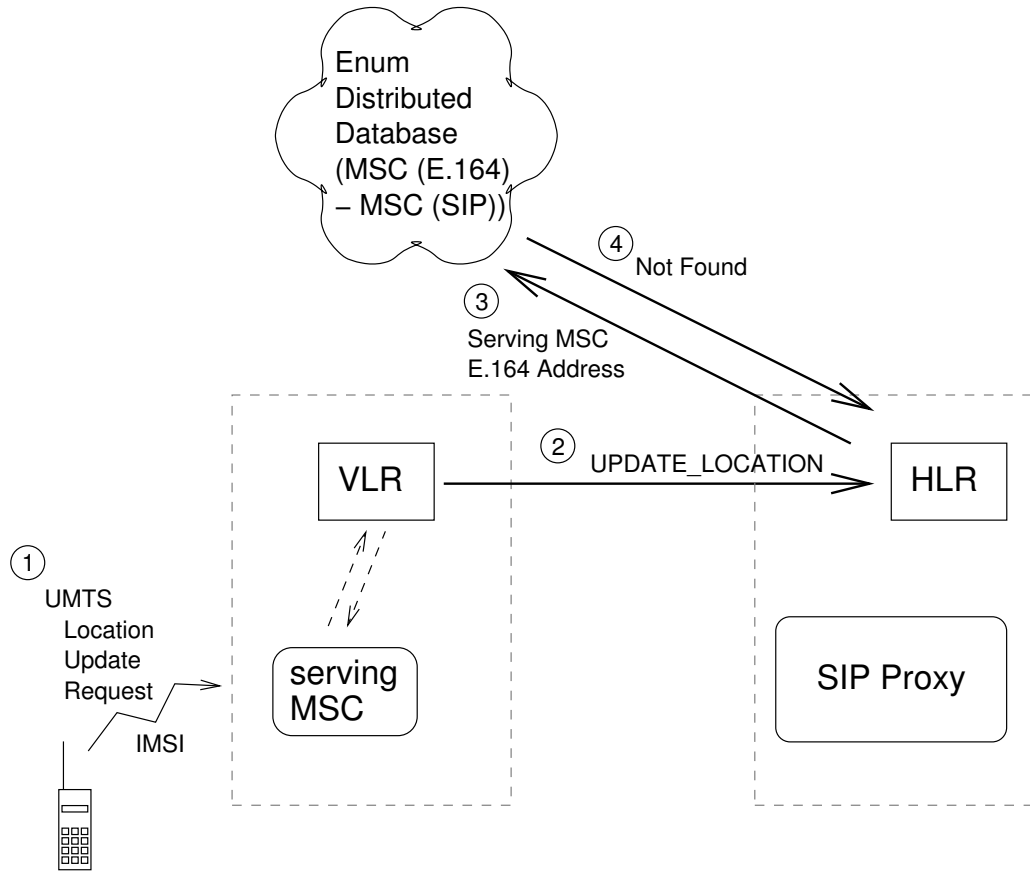 Enum
Distributed
Database
(MSC (E.164)
– MSC (SIP))
4
Not Found
3
Serving MSC
E.164 Address
2
UPDATE_LOCATION
VLR
HLR
1
UMTS
Location
Update
Request
IMSI
serving
MSC
SIP Proxy